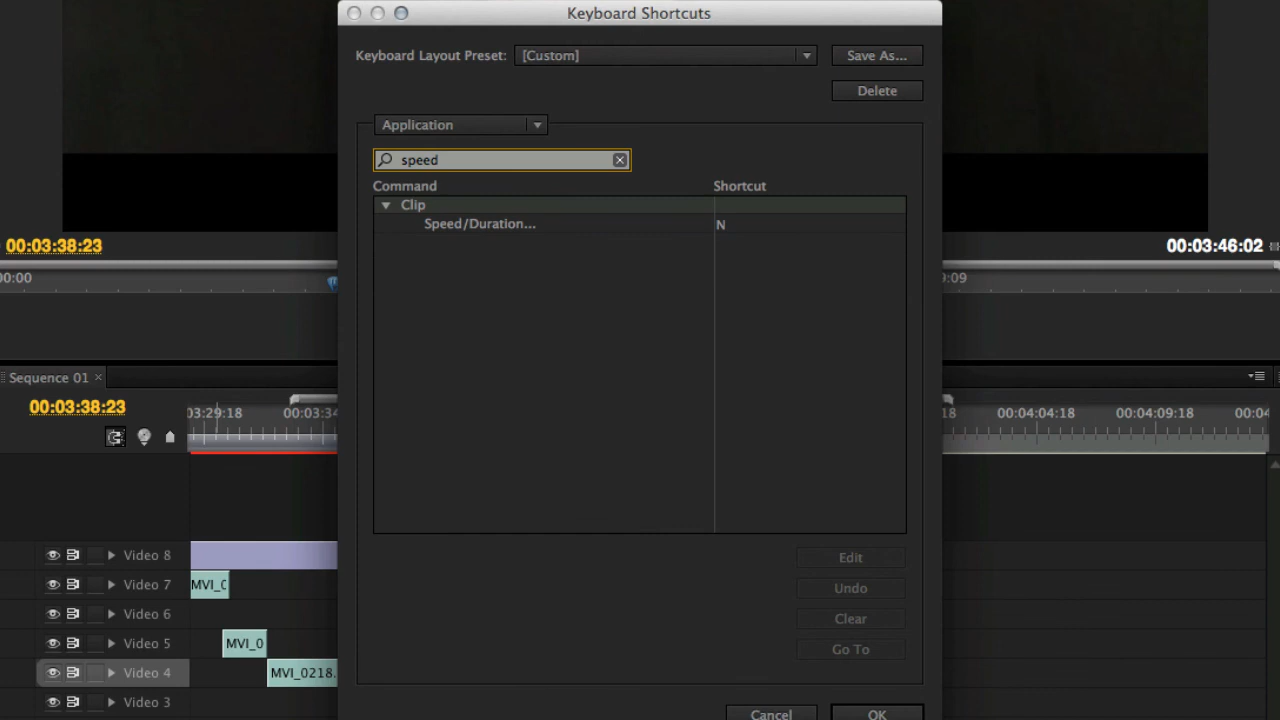 Keyboard Shortcuts
Keyboard Layout Preset: [Custom] Save As...
Delete
Application
speed
Command Shortcut
Clip
Speed/Duration... N
00:03:38:23 00:03:46:02
00:00 :09
Sequence 01
00:03:38:23
03:29:18 00:03:34 18 00:04:04:18 00:04:09:18 00:04
Edit
Video 8
Video 7 MVI_0
Undo
Video 6
Clear
Video 5 MVI_0
Go To
Video 4 MVI_0218.
Video 3
Cancel OK